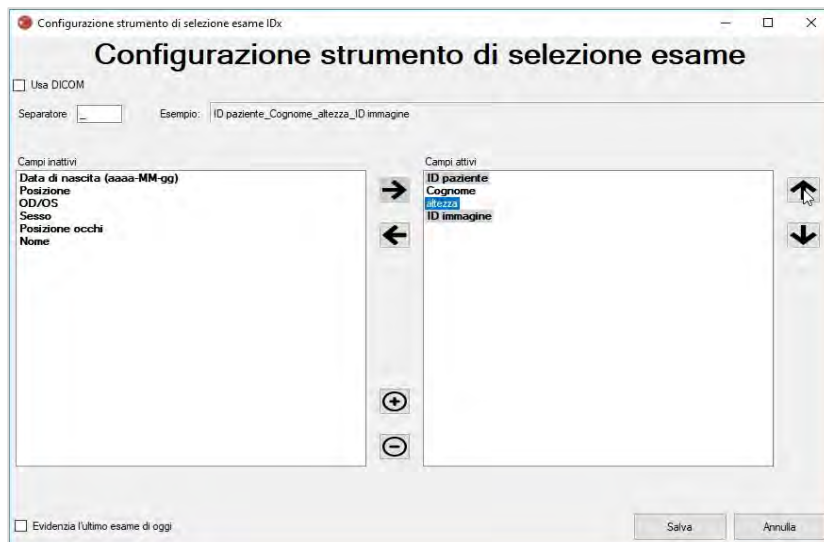 Configurazione strumento di selezione esame IDx
Configurazione strumento di selezione esame
Usa DICOM
Separatore _ Esempio: ID paziente_Cognome_altezza_ID immagine
Campi inattivi
Data di nascita (aaaa-MM-gg)
Posizione
OD/OS
Sesso
Posizione occhi
Nome
Campi attivi
ID paziente
Cognome
altezza
ID immagine
Evidenzia l'ultimo esame di oggi
Salva Annulla